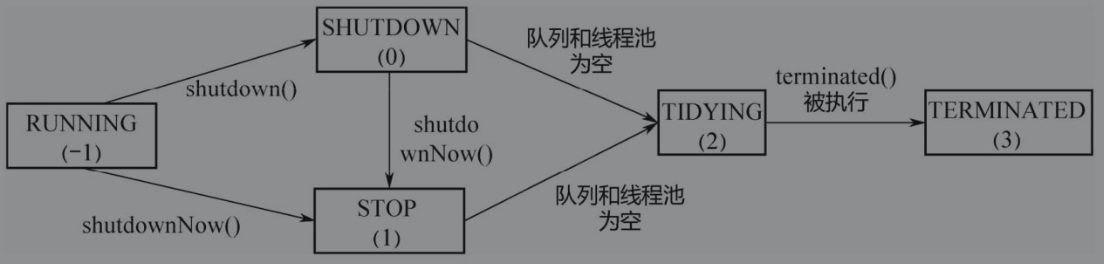 SHUTDOWN
(0)
队列和线程池
为空
shutdown()
terminated()
被执行
RUNNING
(-1)
shutdo
wnNow()
TIDYING
(2)
TERMINATED
(3)
shutdownNow()
STOP
(1)
队列和线程池
为空